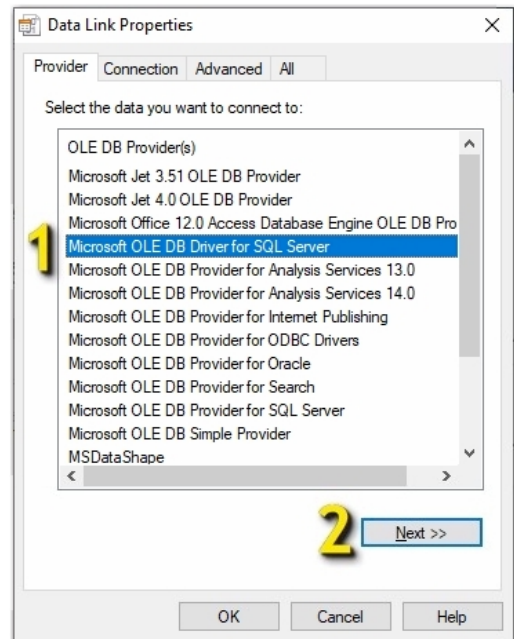 Data Link Properties
Provider Connection Advanced All
Select the data you want to connect to:
OLE DB Provider(s)
Microsoft Jet 3.51 OLE DB Provider
Microsoft Jet 4.0 OLE DB Provider
Microsoft Office 12.0 Access Database Engine OLE DB Pro
1
Microsoft OLE DB Driver for SQL Server
Microsoft OLE DB Provider for Analysis Services 13.0
Microsoft OLE DB Provider for Analysis Services 14.0
Microsoft OLE DB Provider for Internet Publishing
Microsoft OLE DB Provider for ODBC Drivers
Microsoft OLE DB Provider for Oracle
Microsoft OLE DB Provider for Search
Microsoft OLE DB Provider for SQL Server
Microsoft OLE DB Simple Provider
MSDataShape
2
Next >>
OK Cancel Help